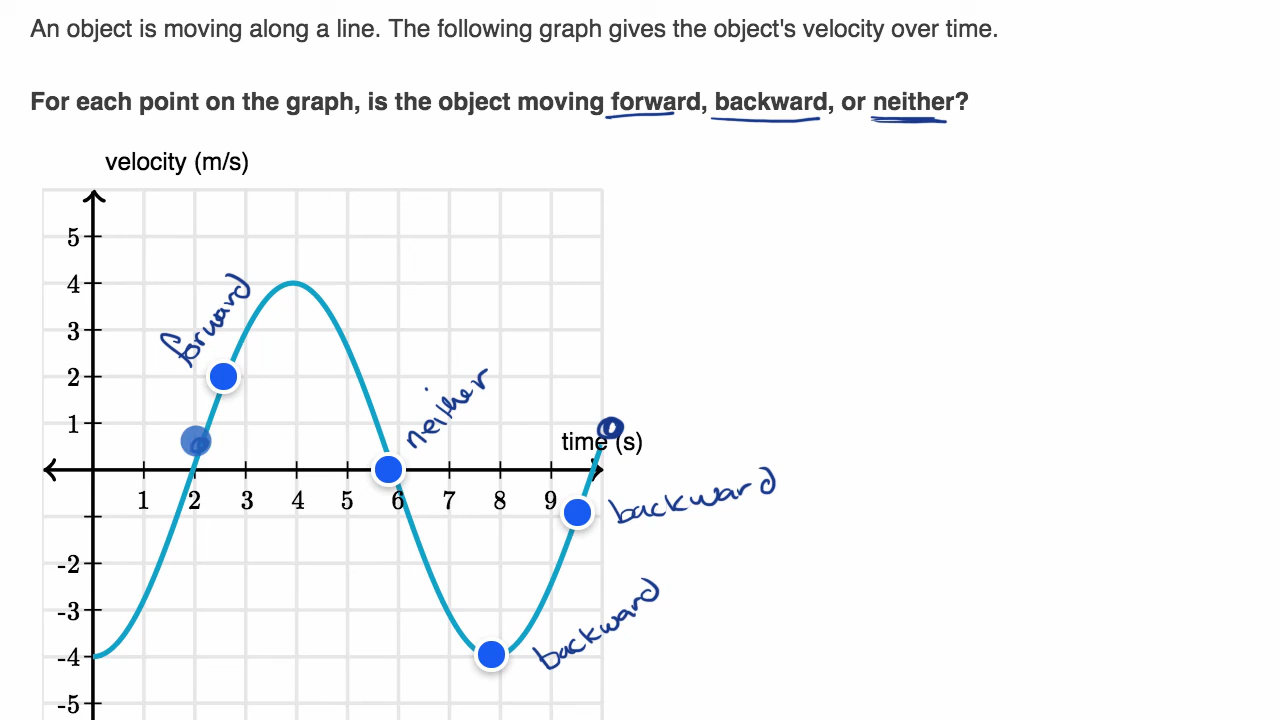 An object is moving along a line. The following graph gives the object's velocity over time.
For each point on the graph, is the object moving forward, backward, or neither?
velocity (m/s)
5
4
forward
3
2
neither
1
time (s)
1 2 3 4 5 6 7 8 9
backward
-2
-3
backward
-4
-5